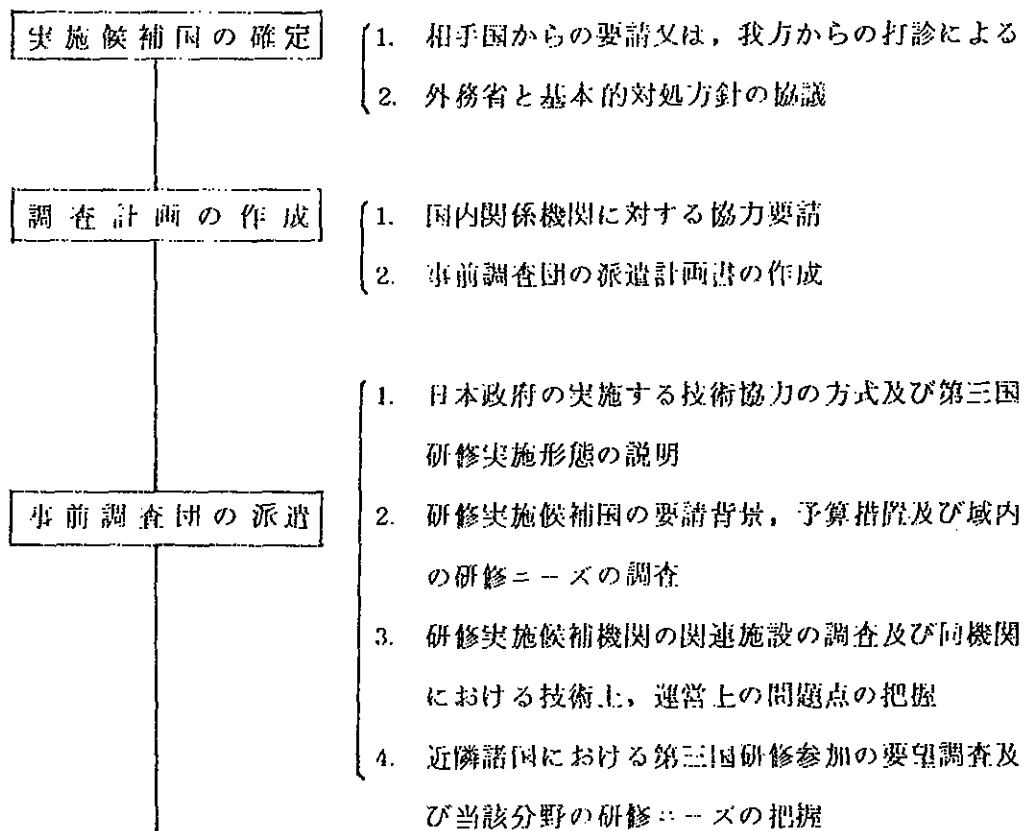 実施候補国の確定
1. 相手国からの要請又は，我方からの打診による
2. 外務省と基本的対処方針の協議
調査計画の作成
1. 国内関係機関に対する協力要請
2. 事前調査団の派遣計画書の作成
事前調査団の派遣
1. 日本政府の実施する技術協力の方式及び第三国
研修実施形態の説明
2. 研修実施候補国の要請背景，予算措置及び域内
の研修ニーズの調査
3. 研修実施候補機関の関連施設の調査及び同機関
における技術上，運営上の問題点の把握
4. 近隣諸国における第三国研修参加の要望調査及
び当該分野の研修ニーズの把握